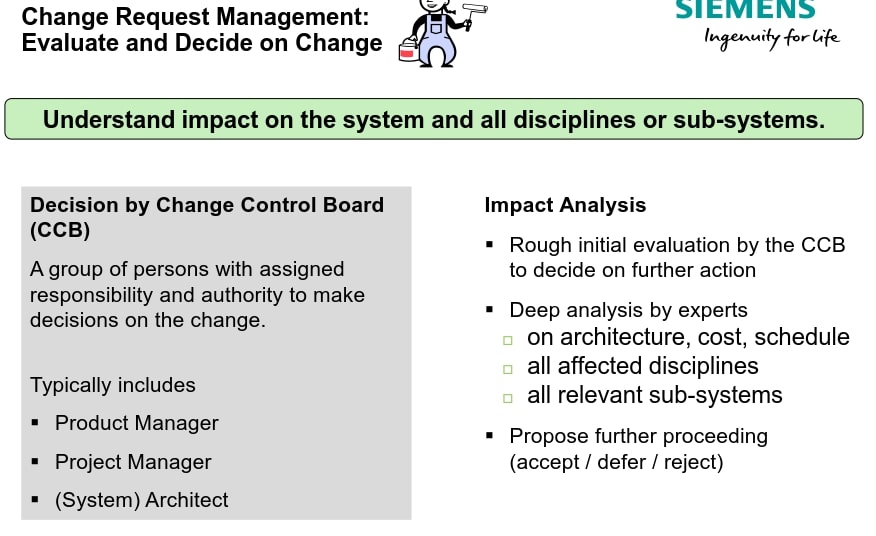 Change Request Management:
Evaluate and Decide on Change
SIEMENS
Ingenuity for life
Understand impact on the system and all disciplines or sub-systems.
Decision by Change Control Board
(CCB)
A group of persons with assigned
responsibility and authority to make
decisions on the change.
Typically includes
▪ Product Manager
▪ Project Manager
▪ (System) Architect
Impact Analysis
▪ Rough initial evaluation by the CCB
to decide on further action
▪ Deep analysis by experts
□ on architecture, cost, schedule
□ all affected disciplines
□ all relevant sub-systems
▪ Propose further proceeding
(accept / defer / reject)